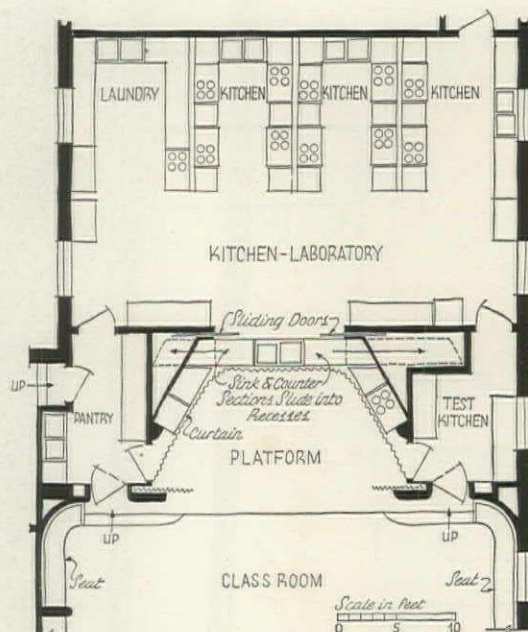 LAUNDRY
KITCHEN
KITCHEN
KITCHEN
KITCHEN-LABORATORY
Sliding Doors
Sink & Counter
Sections Slide into
Recesses
Curtain
UP
PANTRY
TEST
KITCHEN
PLATFORM
UP
UP
Seat
CLASS ROOM
Seat
Scale in Feet
0 5 10